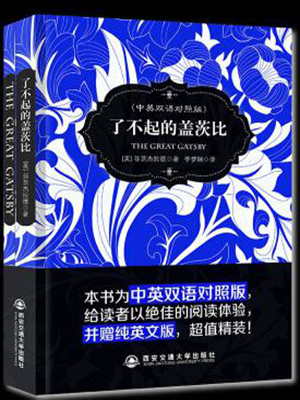 了不起的盖茨比
THE GREAT GATSBY
（中英双语对照版）
了不起的盖茨比
THE GREAT GATSBY
[美]菲茨杰拉德 著 译
本书为中英双语对照版，
给读者以绝佳的阅读体验，
并赠纯英文版，超值精装！
西安交通大学出版社